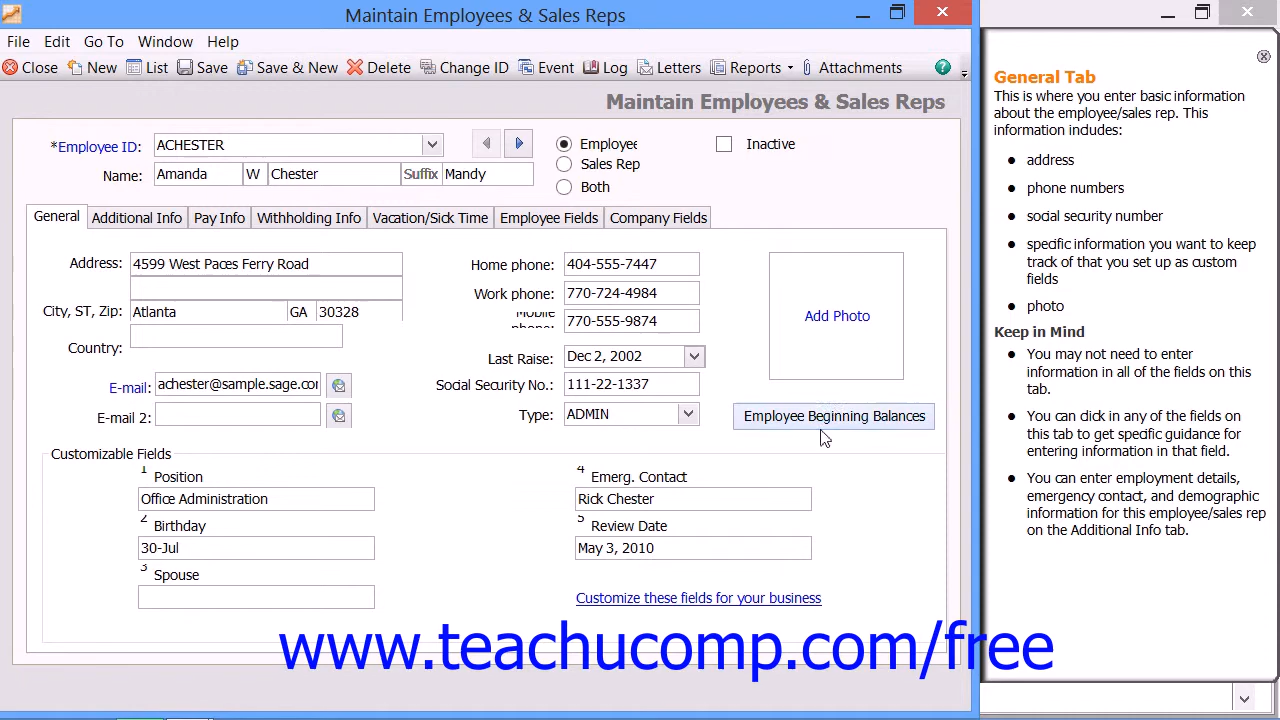 Maintain Employees & Sales Reps
File Edit Go To Window Help
Close New List Save Save & New Delete Change ID Event Log Letters Reports Attachments
Maintain Employees & Sales Reps
*Employee ID: ACHESTER Employee Inactive
Name: Amanda W Chester Suffix Mandy Sales Rep
Both
General Additional Info Pay Info Withholding Info Vacation/Sick Time Employee Fields Company Fields
Address: 4599 West Paces Ferry Road Home phone: 404-555-7447
Work phone: 770-724-4984
City, ST, Zip: Atlanta GA 30328 Mobile phone: 770-555-9874 Add Photo
Country:
Last Raise: Dec 2, 2002
E-mail: achester@sample.sage.com Social Security No.: 111-22-1337
E-mail 2: Type: ADMIN Employee Beginning Balances
Customizable Fields
1 Position 4 Emerg. Contact
Office Administration Rick Chester
2 Birthday 5 Review Date
30-Jul May 3, 2010
3 Spouse
Customize these fields for your business
www.teachucomp.com/free
General Tab
This is where you enter basic information
about the employee/sales rep. This
information includes:
● address
● phone numbers
● social security number
● specific information you want to keep
track of that you set up as custom
fields
● photo
Keep in Mind
● You may not need to enter
information in all of the fields on this
tab.
● You can click in any of the fields on
this tab to get specific guidance for
entering information in that field.
● You can enter employment details,
emergency contact, and demographic
information for this employee/sales rep
on the Additional Info tab.